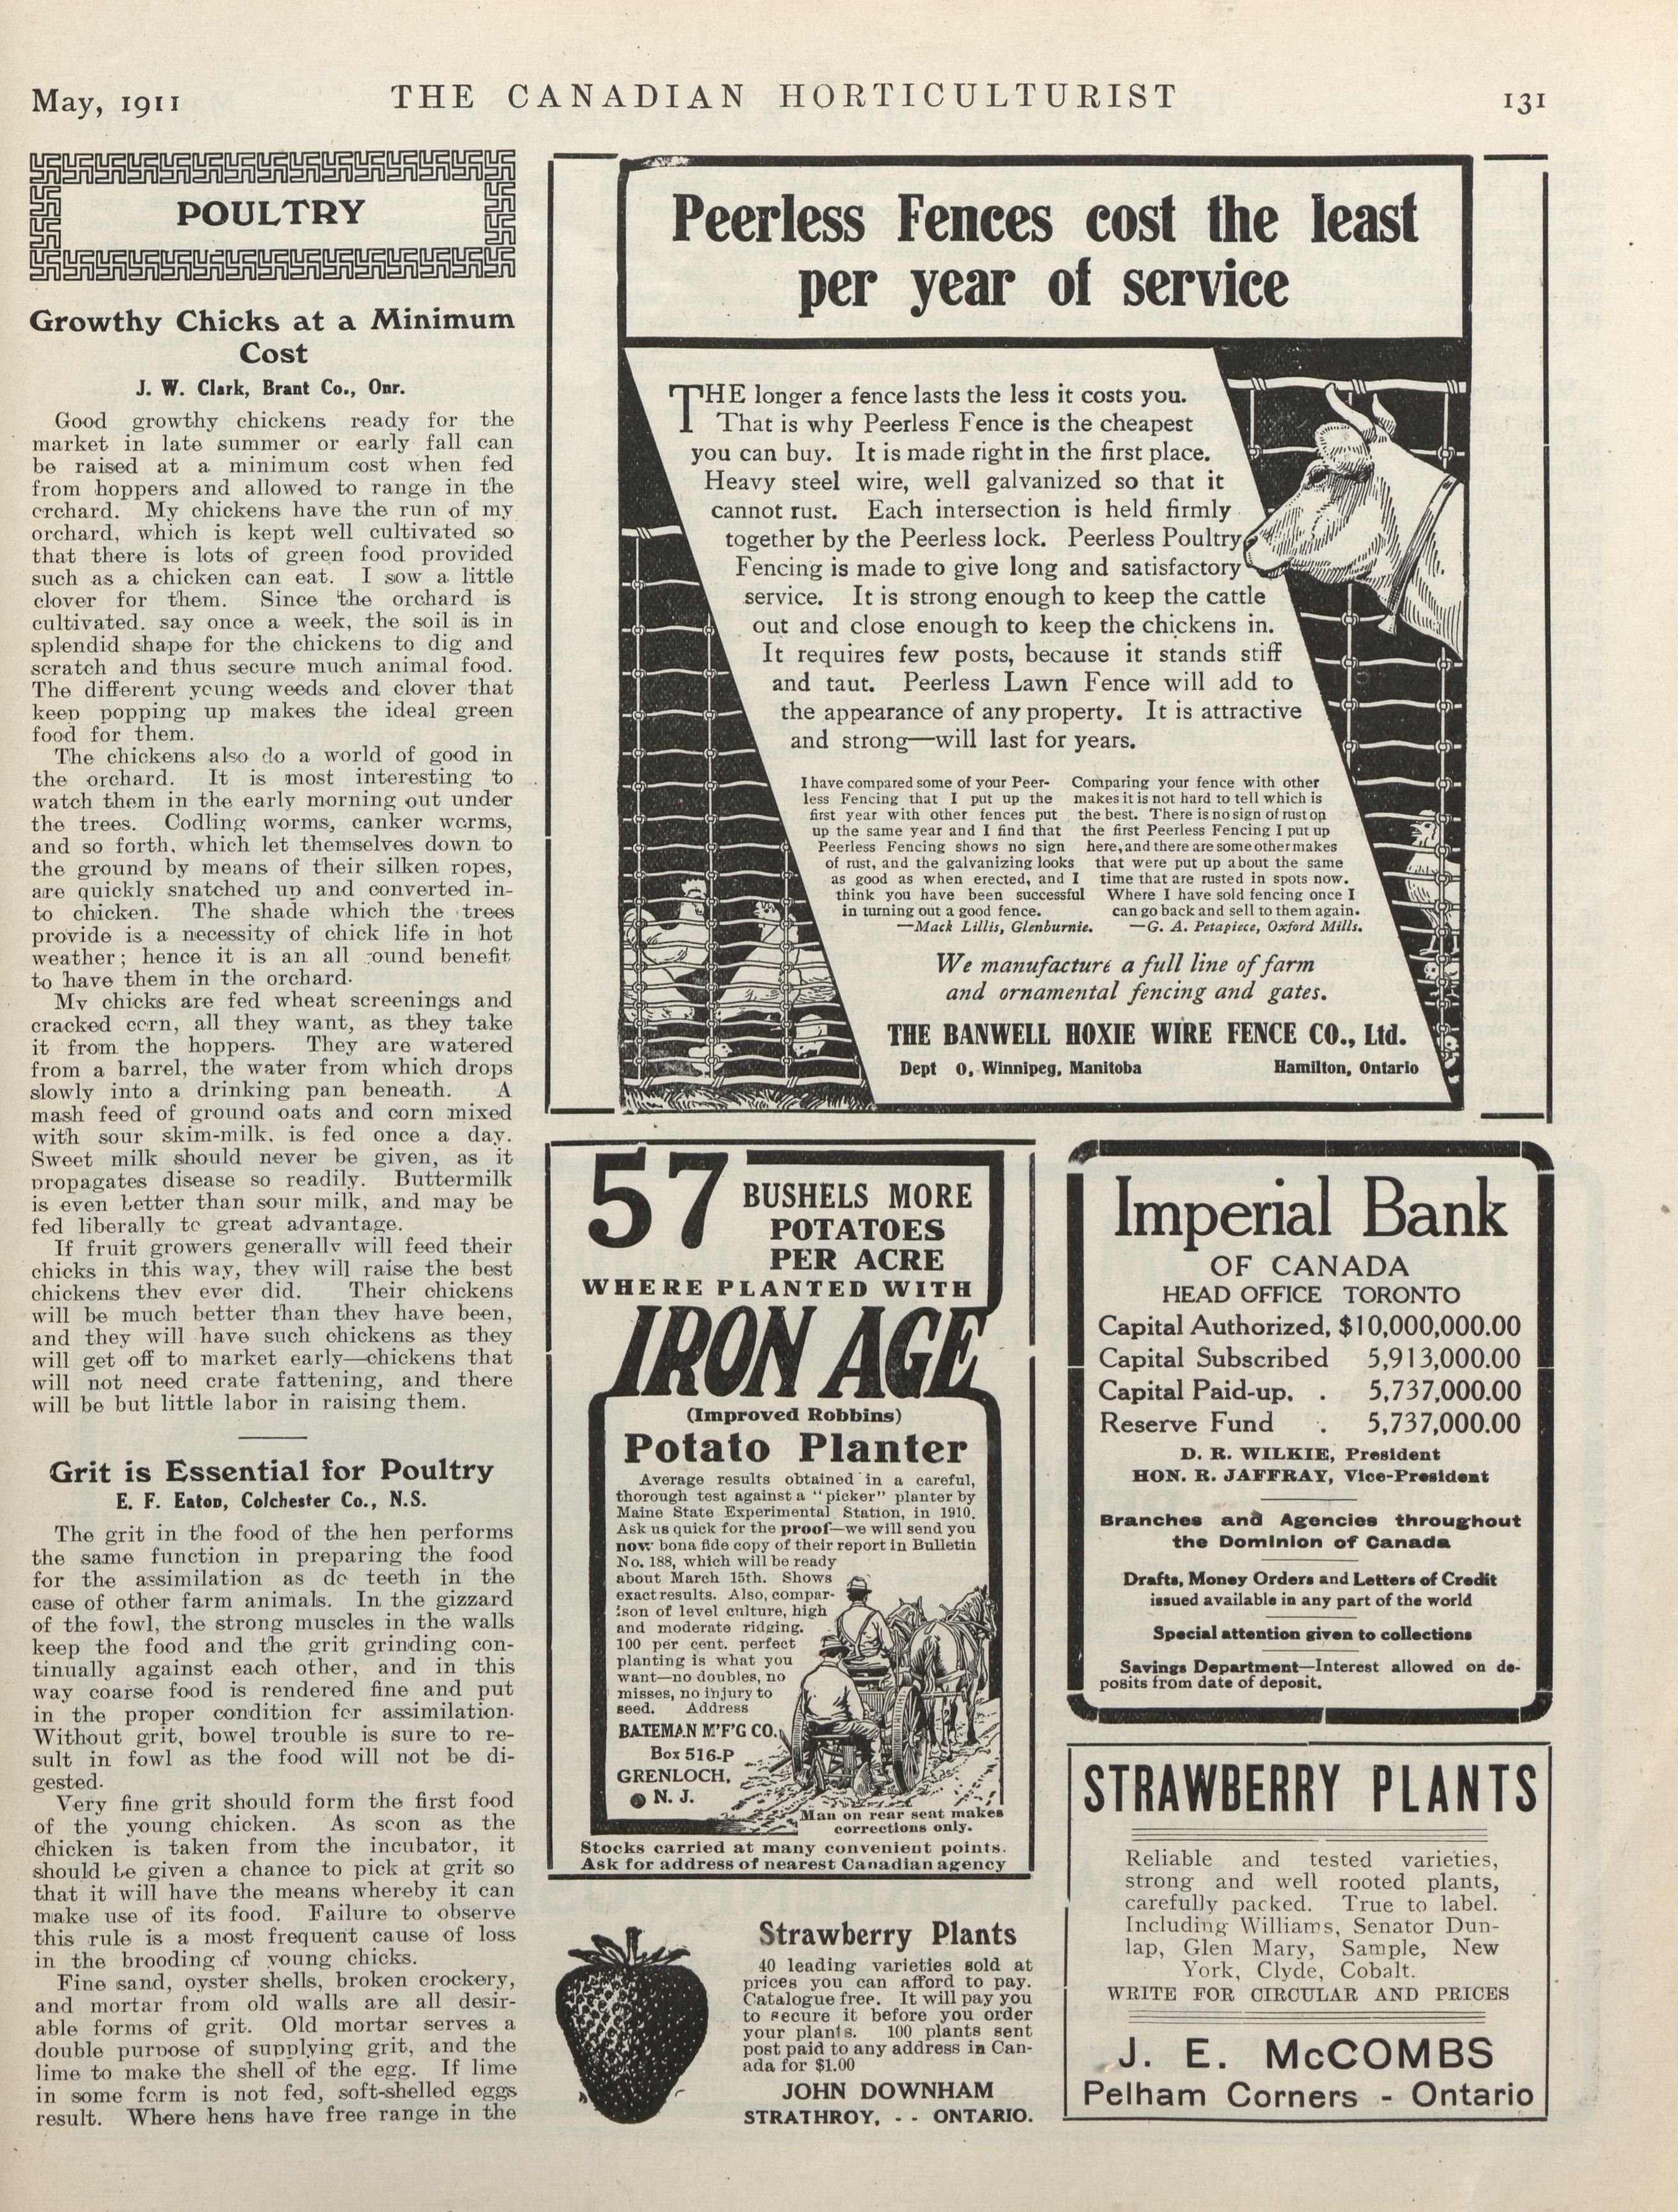 May, 1911
THE CANADIAN HORTICULTURIST
131
POULTRY
Growthy Chicks at a Minimum
Cost
J. W. Clark, Brant Co., Onr.
Good growthy chickens ready for the
market in late summer or early fall can
be raised at a minimum cost when fed
from hoppers and allowed to range in the
orchard. My chickens have the run of my
orchard, which is kept well cultivated so
that there is lots of green food provided
such as a chicken can eat. I sow a little
clover for them. Since the orchard is
cultivated. say once a week, the soil is in
splendid shape for the chickens to dig and
scratch and thus secure much animal food.
The different young weeds and clover that
keep popping up makes the ideal green
food for them.
The chickens also do a world of good in
the orchard. It is most interesting to
watch them in the early morning out under
the trees. Codling worms, canker worms,
and so forth, which let themselves down to
the ground by means of their silken ropes,
are quickly snatched up and converted in-
to chicken. The shade which the trees
provide is a necessity of chick life in hot
weather; hence it is an all round benefit
to have them in the orchard.
My chicks are fed wheat screenings and
cracked corn, all they want, as they take
it from the hoppers. They are watered
from a barrel, the water from which drops
slowly into a drinking pan beneath. A
mash feed of ground oats and corn mixed
with sour skim-milk, is fed once a day.
Sweet milk should never be given, as it
propagates disease so readily. Buttermilk
is even better than sour milk, and may be
fed liberally to great advantage.
If fruit growers generally will feed their
chicks in this way, they will raise the best
chickens they ever did. Their chickens
will be much better than they have been,
and they will have such chickens as they
will get off to market early—chickens that
will not need crate fattening, and there
will be but little labor in raising them.
Grit is Essential for Poultry
E. F. Eaton, Colchester Co., N.S.
The grit in the food of the hen performs
the same function in preparing the food
for the assimilation as do teeth in the
case of other farm animals. In the gizzard
of the fowl, the strong muscles in the walls
keep the food and the grit grinding con-
tinually against each other, and in this
way coarse food is rendered fine and put
in the proper condition for assimilation.
Without grit, bowel trouble is sure to re-
sult in fowl as the food will not be di-
gested.
Very fine grit should form the first food
of the young chicken. As soon as the
chicken is taken from the incubator, it
should be given a chance to pick at grit so
that it will have the means whereby it can
make use of its food. Failure to observe
this rule is a most frequent cause of loss
in the brooding of young chicks.
Fine sand, oyster shells, broken crockery,
and mortar from old walls are all desir-
able forms of grit. Old mortar serves a
double purpose of supplying grit, and the
lime to make the shell of the egg. If lime
in some form is not fed, soft-shelled eggs
result. Where hens have free range in the
Peerless Fences cost the least
per year of service
THE longer a fence lasts the less it costs you.
That is why Peerless Fence is the cheapest
you can buy. It is made right in the first place.
Heavy steel wire, well galvanized so that it
cannot rust. Each intersection is held firmly
together by the Peerless lock. Peerless Poultry
Fencing is made to give long and satisfactory
service. It is strong enough to keep the cattle
out and close enough to keep the chickens in.
It requires few posts, because it stands stiff
and taut. Peerless Lawn Fence will add to
the appearance of any property. It is attractive
and strong—will last for years.
I have compared some of your Peer-
less Fencing that I put up the
first year with other fences put
up the same year and I find that
Peerless Fencing shows no sign
of rust, and the galvanizing looks
as good as when erected, and I
think you have been successful
in turning out a good fence.
—Mack Lillis, Glenburnie.
Comparing your fence with other
makes it is not hard to tell which is
the best. There is no sign of rust on
the first Peerless Fencing I put up
here, and there are some other makes
that were put up about the same
time that are rusted in spots now.
Where I have sold fencing once I
can go back and sell to them again.
—G. A. Petapiece, Oxford Mills.
We manufacture a full line of farm
and ornamental fencing and gates.
THE BANWELL HOXIE WIRE FENCE CO., Ltd.
Dept O, Winnipeg, Manitoba
Hamilton, Ontario
57
BUSHELS MORE
POTATOES
PER ACRE
WHERE PLANTED WITH
IRON AGE
(Improved Robbins)
Potato Planter
Average results obtained in a careful,
thorough test against a "picker" planter by
Maine State Experimental Station, in 1910.
Ask us quick for the proof—we will send you
now bona fide copy of their report in Bulletin
No. 188, which will be ready
about March 15th. Shows
exact results. Also, compar-
ison of level culture, high
and moderate ridging.
100 per cent. perfect
planting is what you
want—no doubles, no
misses, no injury to
seed. Address
BATEMAN M'F'G CO.
Box 516-P
GRENLOCH,
N. J.
Man on rear seat makes
corrections only.
Stocks carried at many convenient points.
Ask for address of nearest Canadian agency
Imperial Bank
OF CANADA
HEAD OFFICE TORONTO
Capital Authorized, $10,000,000.00
Capital Subscribed 5,913,000.00
Capital Paid-up. . 5,737,000.00
Reserve Fund . 5,737,000.00
D. R. WILKIE, President
HON. R. JAFFRAY, Vice-President
Branches and Agencies throughout
the Dominion of Canada
Drafts, Money Orders and Letters of Credit
issued available in any part of the world
Special attention given to collections
Savings Department—Interest allowed on de-
posits from date of deposit.
Strawberry Plants
40 leading varieties sold at
prices you can afford to pay.
Catalogue free. It will pay you
to secure it before you order
your plants. 100 plants sent
post paid to any address in Can-
ada for $1.00
JOHN DOWNHAM
STRATHROY, - - ONTARIO.
STRAWBERRY PLANTS
Reliable and tested varieties,
strong and well rooted plants,
carefully packed. True to label.
Including Williams, Senator Dun-
lap, Glen Mary, Sample, New
York, Clyde, Cobalt.
WRITE FOR CIRCULAR AND PRICES
J. E. McCOMBS
Pelham Corners - Ontario